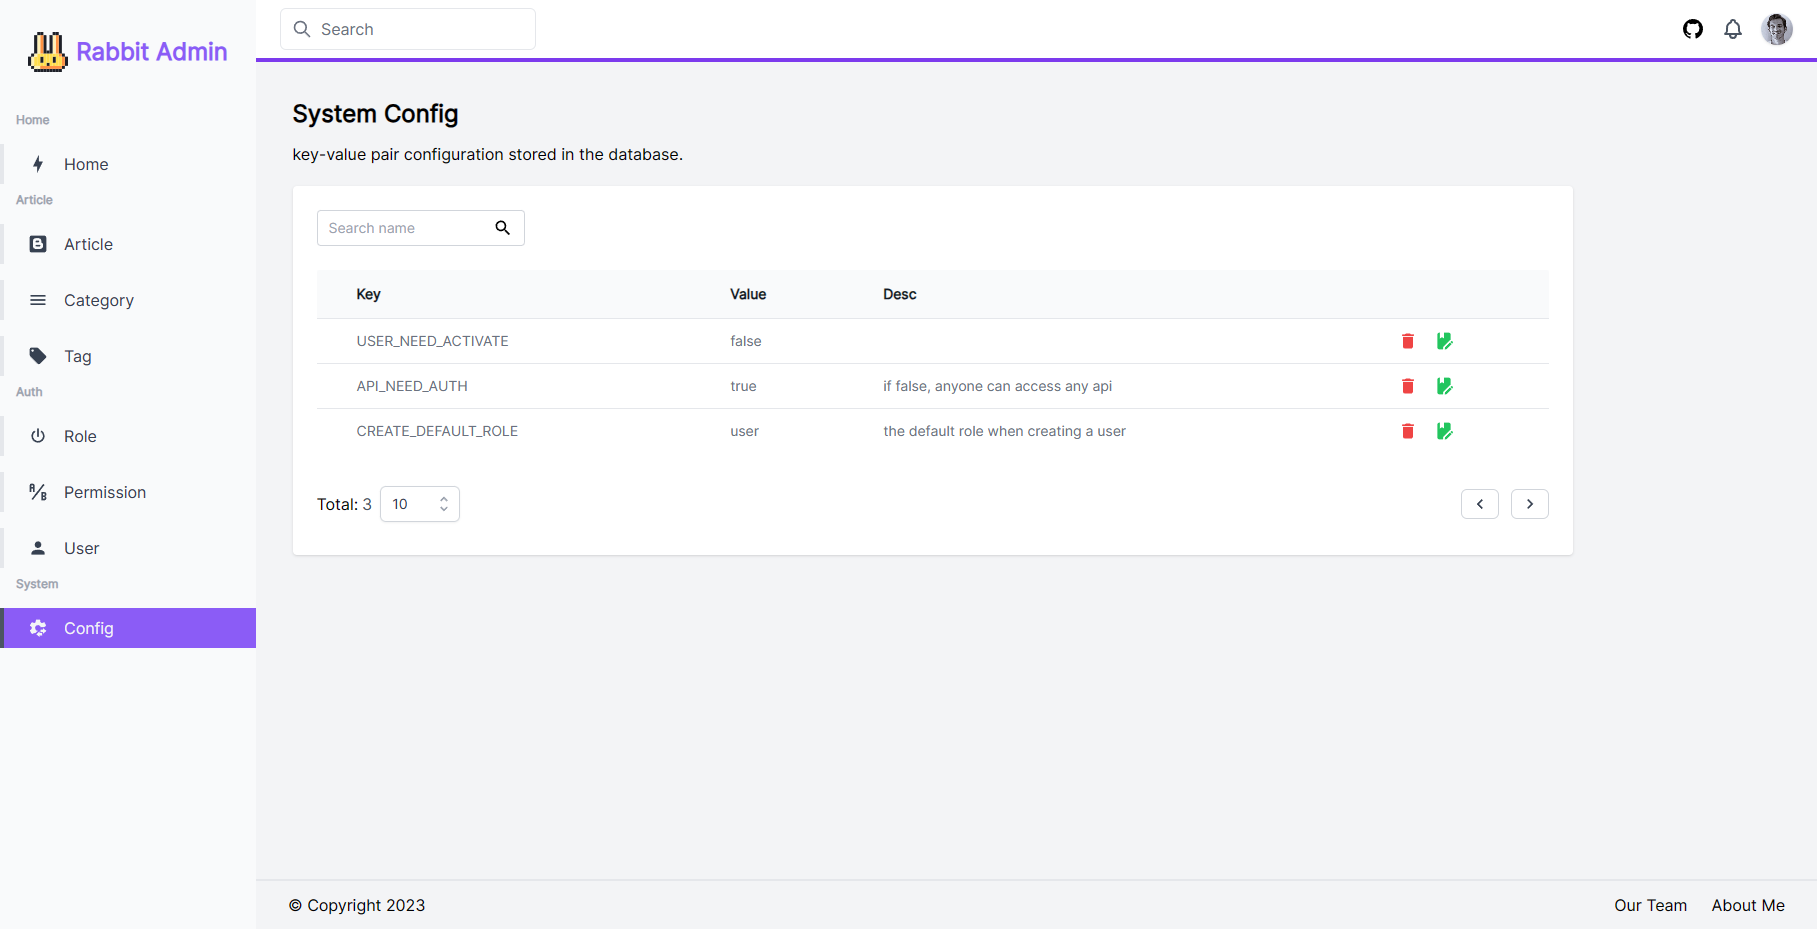 Rabbit Admin
Search
Home
Home
Article
Article
Category
Tag
Auth
Role
Permission
User
System
Config
System Config
key-value pair configuration stored in the database.
Search name
Key Value Desc
USER_NEED_ACTIVATE false
API_NEED_AUTH true if false, anyone can access any api
CREATE_DEFAULT_ROLE user the default role when creating a user
Total: 3 10
© Copyright 2023
Our Team About Me